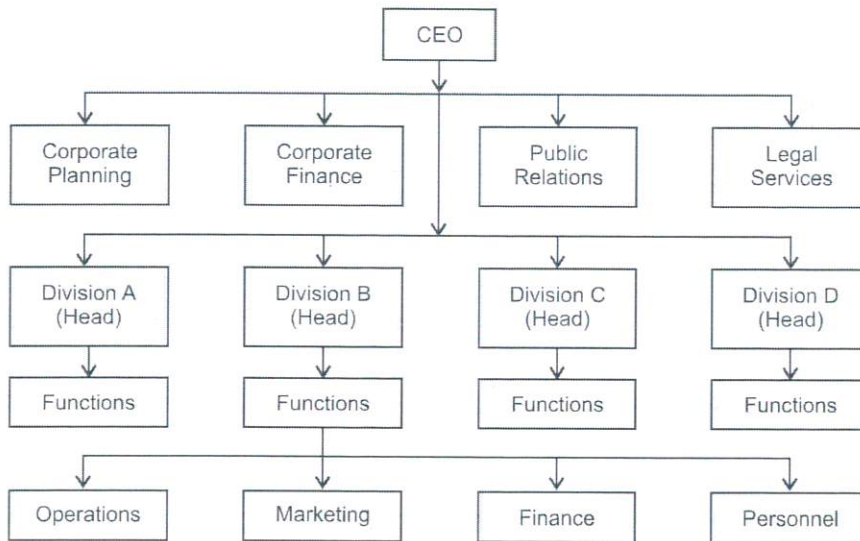 CEO
Corporate
Planning
Corporate
Finance
Public
Relations
Legal
Services
Division A
(Head)
Division B
(Head)
Division C
(Head)
Division D
(Head)
Functions
Functions
Functions
Functions
Operations
Marketing
Finance
Personnel